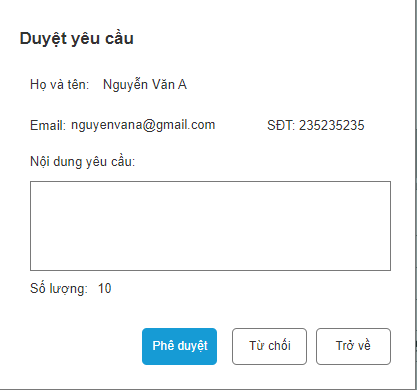 Duyệt yêu cầu
Họ và tên: Nguyễn Văn A
Email: nguyenvana@gmail.com SĐT: 235235235
Nội dung yêu cầu:
Số lượng: 10
Phê duyệt Từ chối Trở về